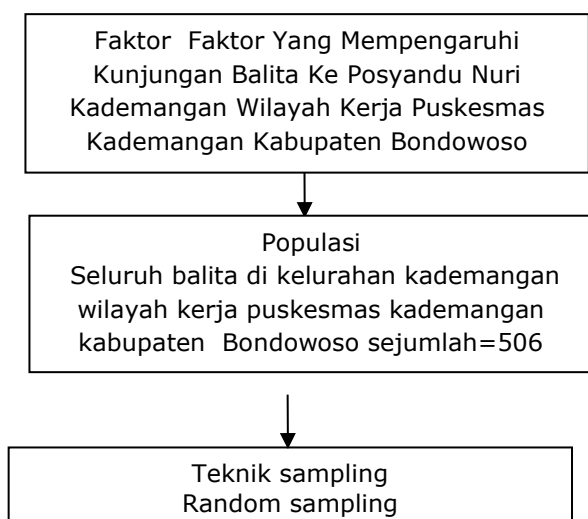 Faktor Faktor Yang Mempengaruhi
Kunjungan Balita Ke Posyandu Nuri
Kademangan Wilayah Kerja Puskesmas
Kademangan Kabupaten Bondowoso
Populasi
Seluruh balita di kelurahan kademangan
wilayah kerja puskesmas kademangan
kabupaten Bondowoso sejumlah=506
Teknik sampling
Random sampling